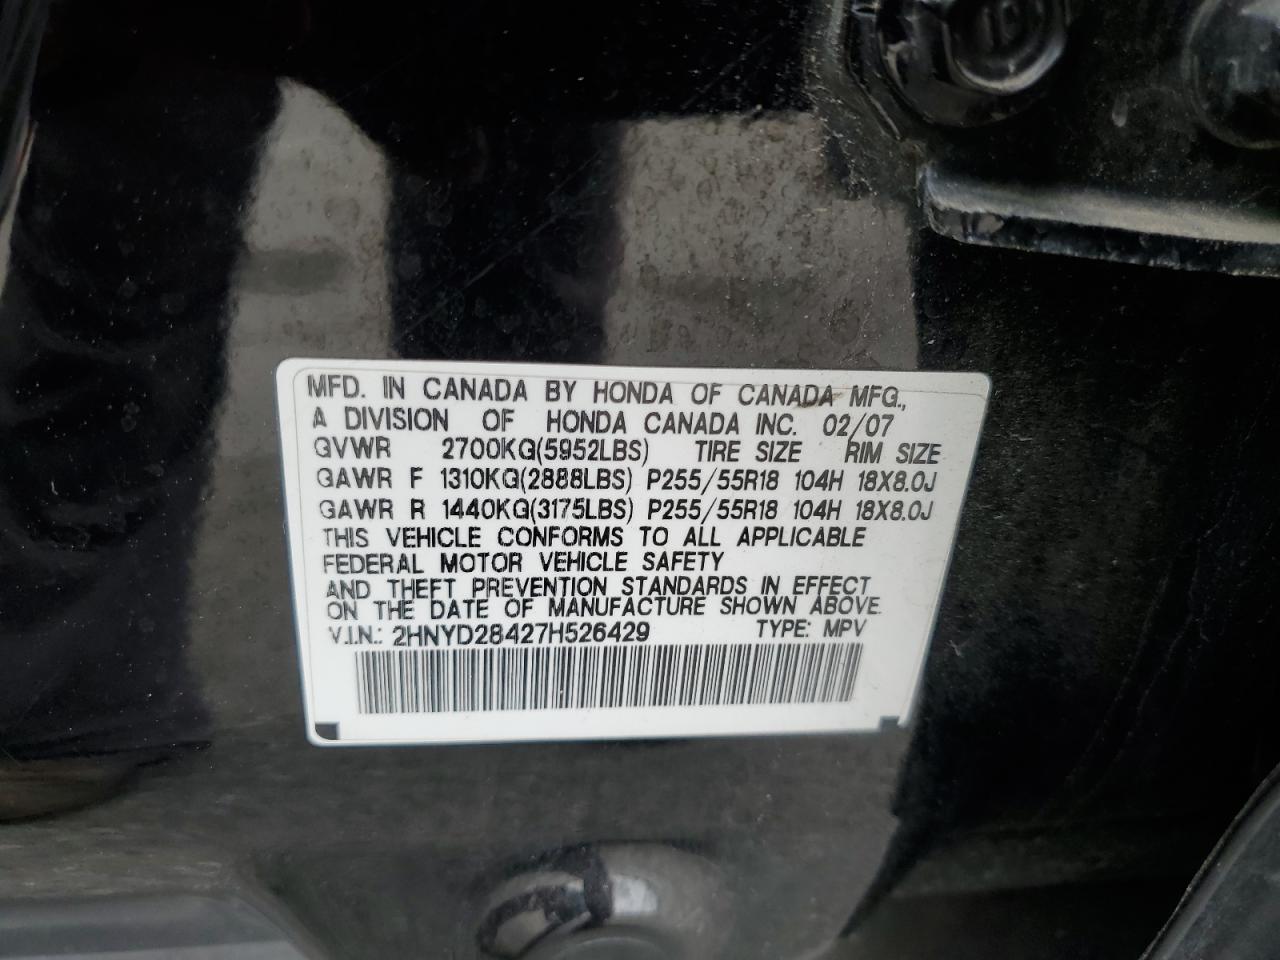 MFD. IN CANADA BY HONDA OF CANADA MFG.,
A DIVISION OF HONDA CANADA INC. 02/07
GVWR 2700KG(5952LBS) TIRE SIZE RIM SIZE
GAWR F 1310KG(2888LBS) P255/55R18 104H 18X8.0J
GAWR R 1440KG(3175LBS) P255/55R18 104H 18X8.0J
THIS VEHICLE CONFORMS TO ALL APPLICABLE
FEDERAL MOTOR VEHICLE SAFETY
AND THEFT PREVENTION STANDARDS IN EFFECT
ON THE DATE OF MANUFACTURE SHOWN ABOVE.
V.I.N.: 2HNYD28427H526429 TYPE: MPV